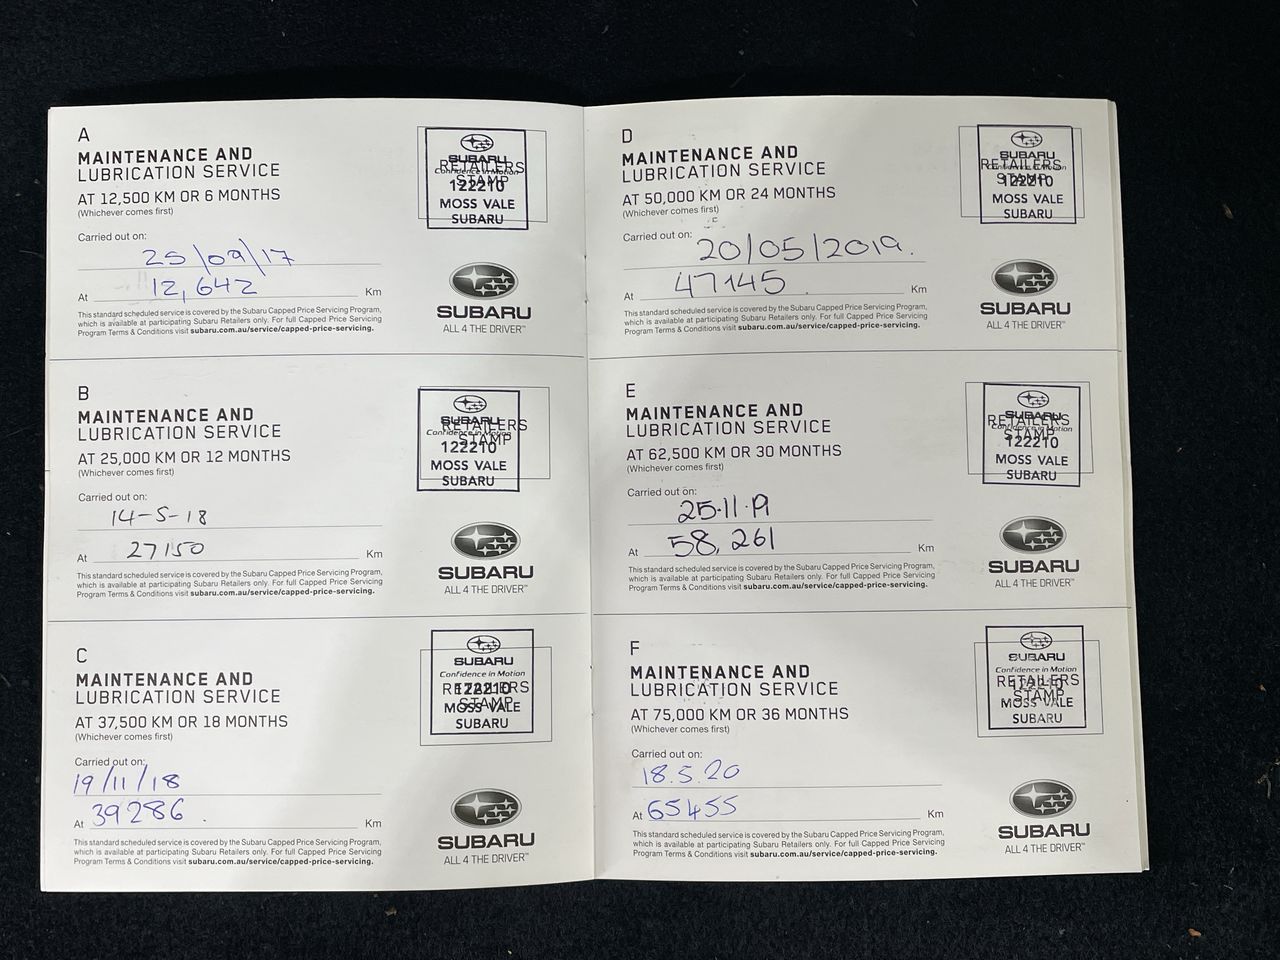 A
MAINTENANCE AND
LUBRICATION SERVICE
AT 12,500 KM OR 6 MONTHS
(Whichever comes first)
Carried out on:
25/09/17
At 12,642 Km
This standard scheduled service is covered by the Subaru Capped Price Servicing Program,
which is available at participating Subaru Retailers only. For full Capped Price Servicing
Program Terms & Conditions visit subaru.com.au/service/capped-price-servicing.
SUBARU
Confidence in Motion
RETAILERS
STAMP
122210
MOSS VALE
SUBARU
SUBARU
ALL 4 THE DRIVER™
B
MAINTENANCE AND
LUBRICATION SERVICE
AT 25,000 KM OR 12 MONTHS
(Whichever comes first)
Carried out on:
14-5-18
At 27150 Km
This standard scheduled service is covered by the Subaru Capped Price Servicing Program,
which is available at participating Subaru Retailers only. For full Capped Price Servicing
Program Terms & Conditions visit subaru.com.au/service/capped-price-servicing.
SUBARU
RETAILERS
Confidence in Motion
STAMP
122210
MOSS VALE
SUBARU
SUBARU
ALL 4 THE DRIVER™
C
MAINTENANCE AND
LUBRICATION SERVICE
AT 37,500 KM OR 18 MONTHS
(Whichever comes first)
Carried out on:
19/11/18
At 39286 . Km
This standard scheduled service is covered by the Subaru Capped Price Servicing Program,
which is available at participating Subaru Retailers only. For full Capped Price Servicing
Program Terms & Conditions visit subaru.com.au/service/capped-price-servicing.
SUBARU
Confidence in Motion
RETAILERS
122210
STAMP
MOSS VALE
SUBARU
SUBARU
ALL 4 THE DRIVER™
D
MAINTENANCE AND
LUBRICATION SERVICE
AT 50,000 KM OR 24 MONTHS
(Whichever comes first)
Carried out on:
20/05/2019.
At 47145 . Km
This standard scheduled service is covered by the Subaru Capped Price Servicing Program,
which is available at participating Subaru Retailers only. For full Capped Price Servicing
Program Terms & Conditions visit subaru.com.au/service/capped-price-servicing.
SUBARU
RETAILERS
Confidence in Motion
STAMP
122210
MOSS VALE
SUBARU
SUBARU
ALL 4 THE DRIVER™
E
MAINTENANCE AND
LUBRICATION SERVICE
AT 62,500 KM OR 30 MONTHS
(Whichever comes first)
Carried out on:
25.11.19
At 58,261 Km
This standard scheduled service is covered by the Subaru Capped Price Servicing Program,
which is available at participating Subaru Retailers only. For full Capped Price Servicing
Program Terms & Conditions visit subaru.com.au/service/capped-price-servicing.
SUBARU
RETAILERS
Confidence in Motion
STAMP
122210
MOSS VALE
SUBARU
SUBARU
ALL 4 THE DRIVER™
F
MAINTENANCE AND
LUBRICATION SERVICE
AT 75,000 KM OR 36 MONTHS
(Whichever comes first)
Carried out on:
18.5.20
At 65455 Km
This standard scheduled service is covered by the Subaru Capped Price Servicing Program,
which is available at participating Subaru Retailers only. For full Capped Price Servicing
Program Terms & Conditions visit subaru.com.au/service/capped-price-servicing.
SUBARU
Confidence in Motion
RETAILERS
122210
STAMP
MOSS VALE
SUBARU
SUBARU
ALL 4 THE DRIVER™